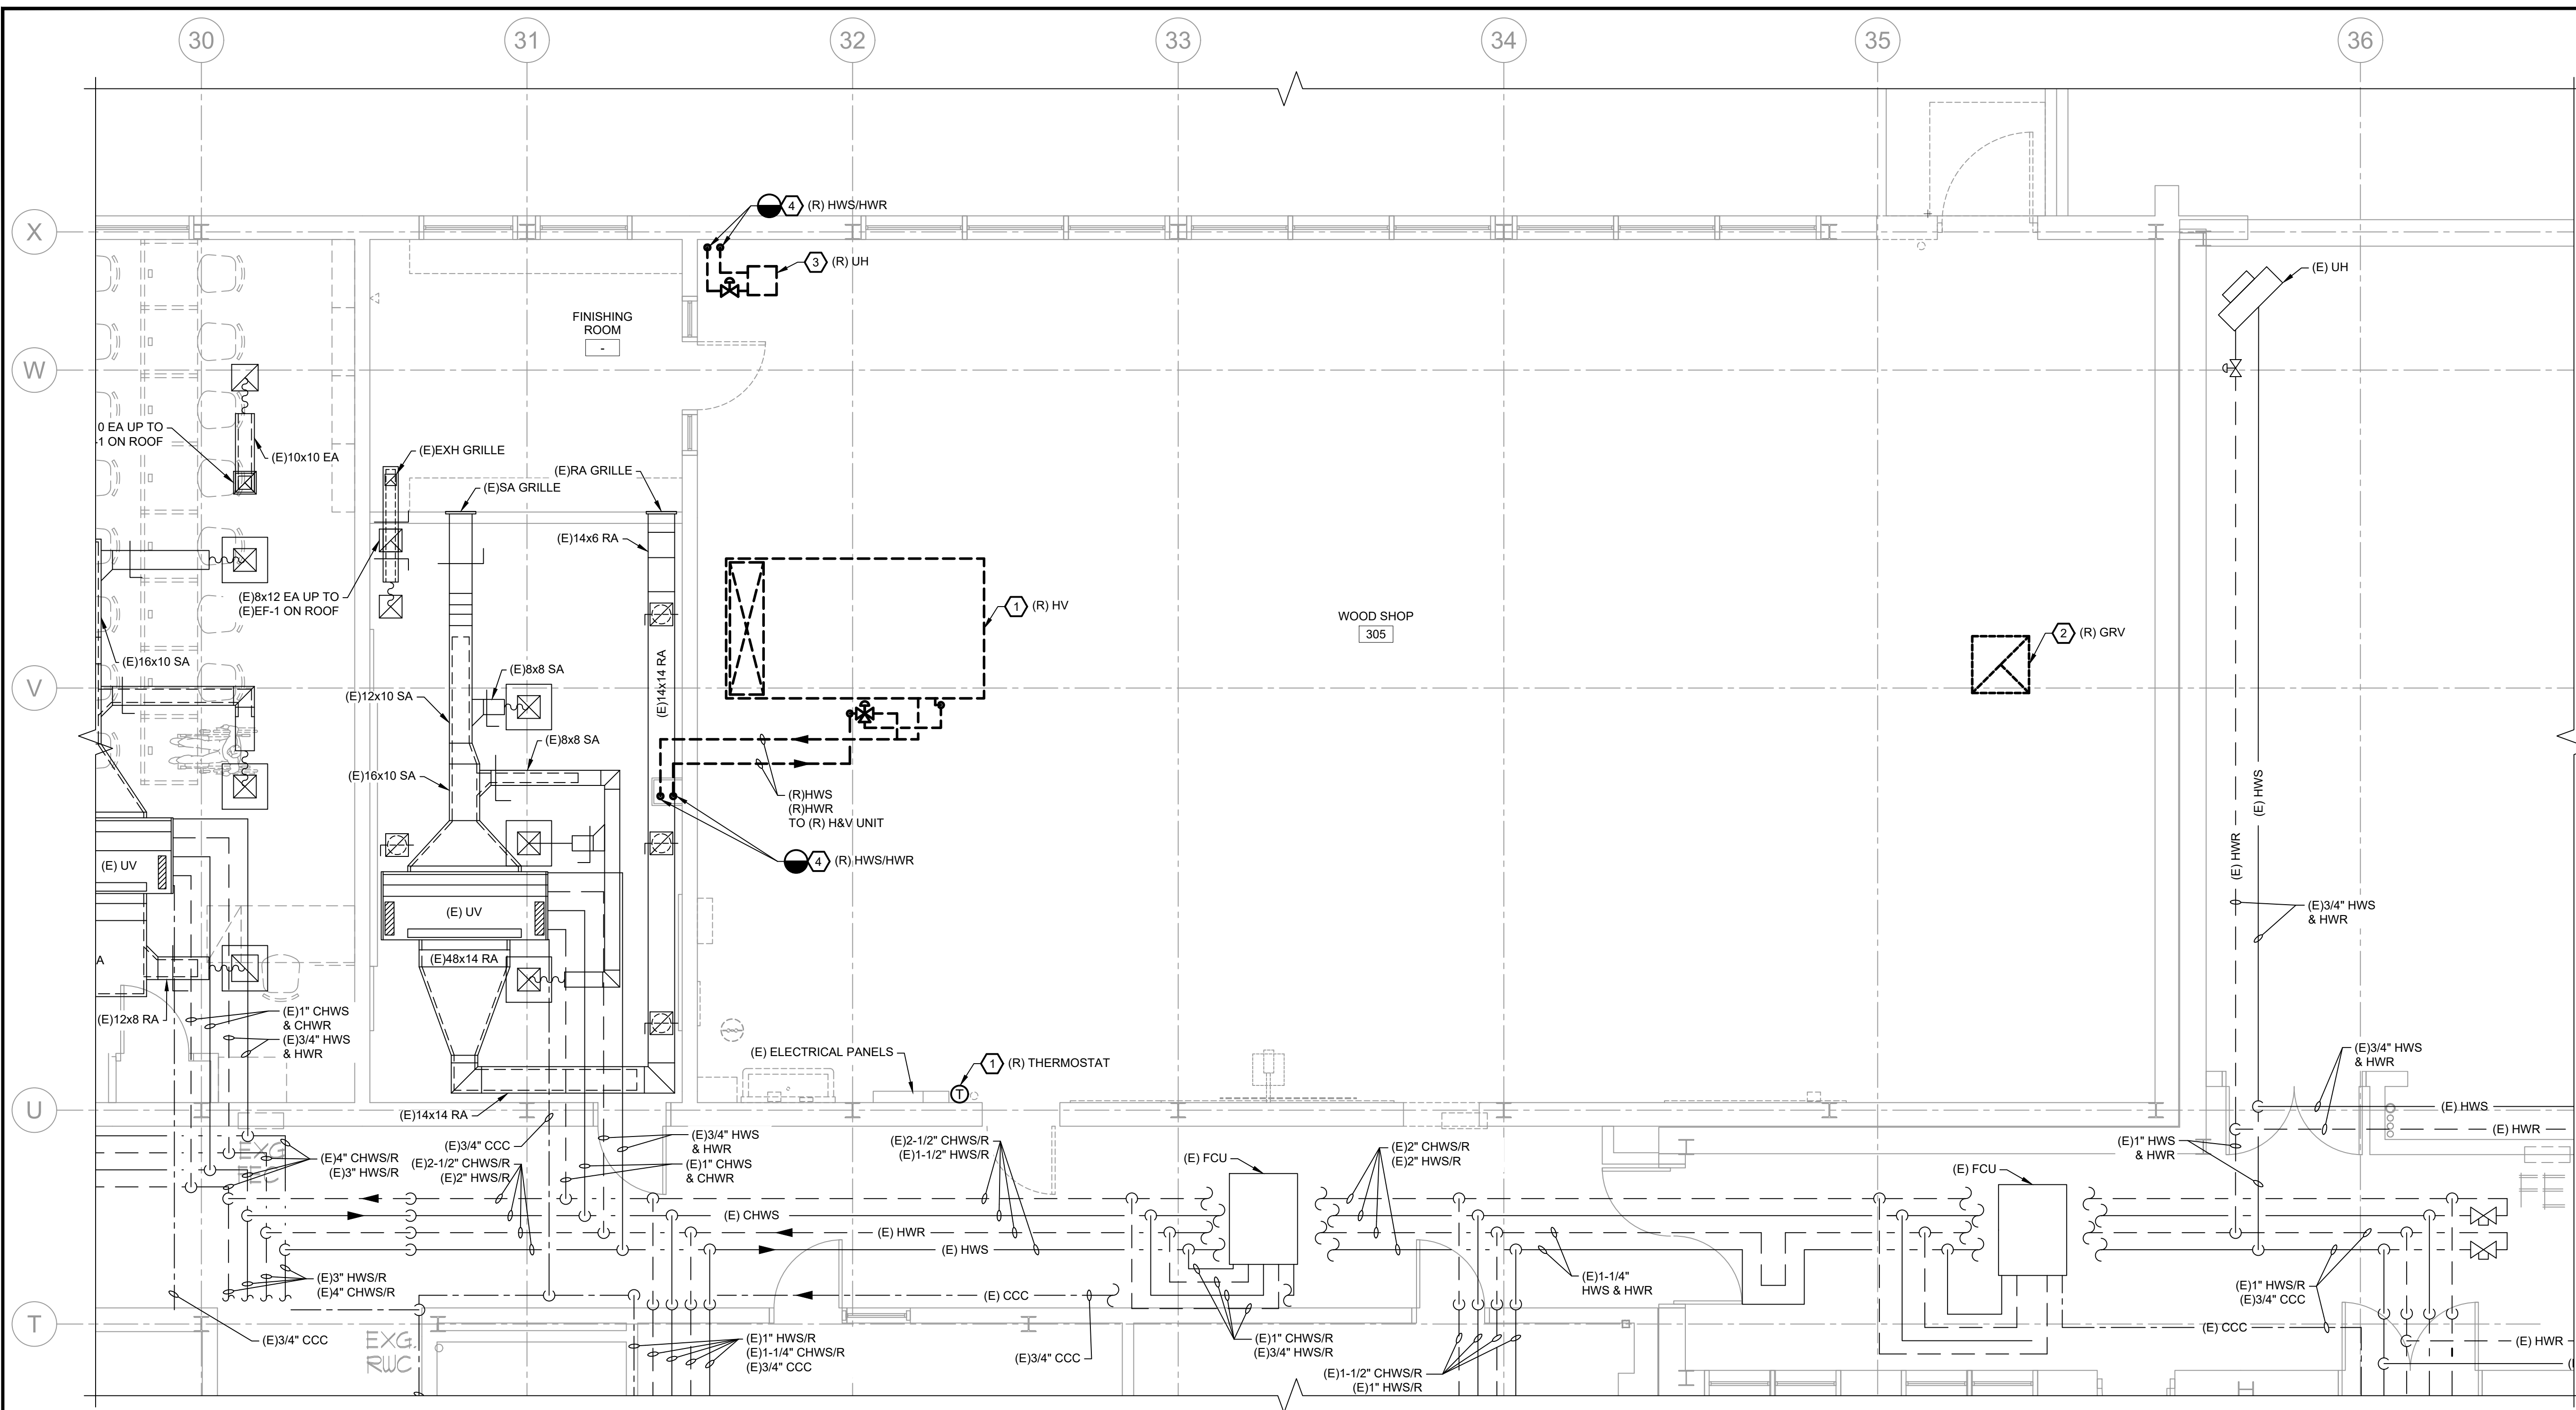 30
31
32
33
34
35
36
X
W
V
U
T
4 (R) HWS/HWR
3 (R) UH
(E) UH
FINISHING
ROOM
-
0 EA UP TO
-1 ON ROOF
(E)10x10 EA
(E)EXH GRILLE
(E)RA GRILLE
(E)SA GRILLE
(E)14x6 RA
(E)8x12 EA UP TO
(E)EF-1 ON ROOF
1 (R) HV
WOOD SHOP
305
2 (R) GRV
(E)16x10 SA
(E)8x8 SA
(E)14x14 RA
(E)12x10 SA
(E)8x8 SA
(E)16x10 SA
(R)HWS
(R)HWR
TO (R) H&V UNIT
(E) HWS
(E) HWR
4 (R) HWS/HWR
(E) UV
(E) UV
(E)3/4" HWS
& HWR
A
(E)48x14 RA
(E)12x8 RA
(E)1" CHWS
& CHWR
(E)3/4" HWS
& HWR
(E) ELECTRICAL PANELS
1 (R) THERMOSTAT
T
(E)3/4" HWS
& HWR
(E)14x14 RA
(E) HWS
(E) HWR
(E)3/4" CCC
(E)3/4" HWS
& HWR
(E)1" CHWS
& CHWR
(E)2-1/2" CHWS/R
(E)1-1/2" HWS/R
(E)2" CHWS/R
(E)2" HWS/R
(E)1" HWS
& HWR
EXG
(E)4" CHWS/R
(E)3" HWS/R
(E)2-1/2" CHWS/R
(E)2" HWS/R
(E) FCU
(E) FCU
(E) CHWS
(E) HWR
(E) HWS
(E)3" HWS/R
(E)4" CHWS/R
(E)1-1/4"
HWS & HWR
(E)1" HWS/R
(E)3/4" CCC
(E) CCC
(E) CCC
(E)3/4" CCC
EXG.
RWC
(E)1" HWS/R
(E)1-1/4" CHWS/R
(E)3/4" CCC
(E)3/4" CCC
(E)1" CHWS/R
(E)3/4" HWS/R
(E)1-1/2" CHWS/R
(E)1" HWS/R
(E) HWR